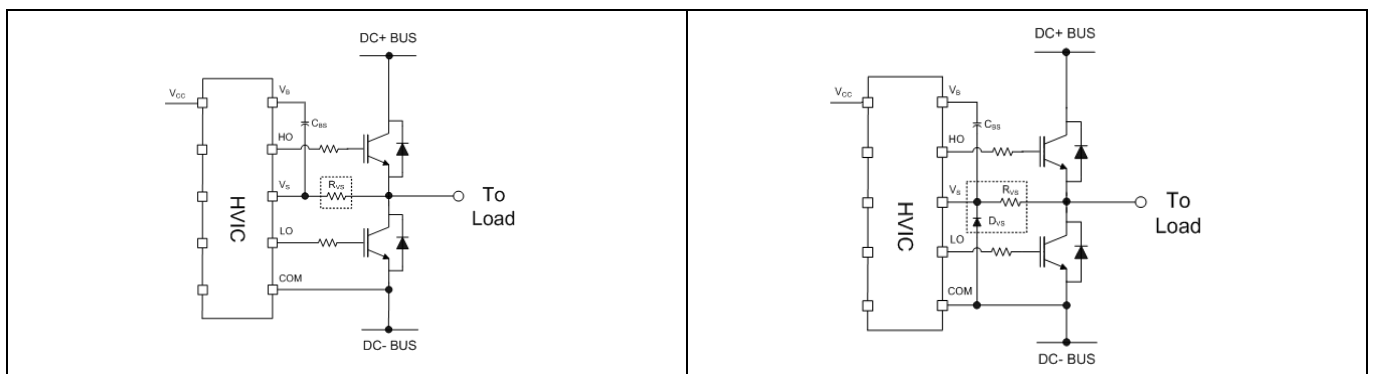 DC+ BUS
VCC
VB
CBS
HO
VS
RVS
To
Load
HVIC
LO
COM
DC- BUS
DC+ BUS
VCC
VB
CBS
HO
VS
RVS
To
Load
DVS
HVIC
LO
COM
DC- BUS